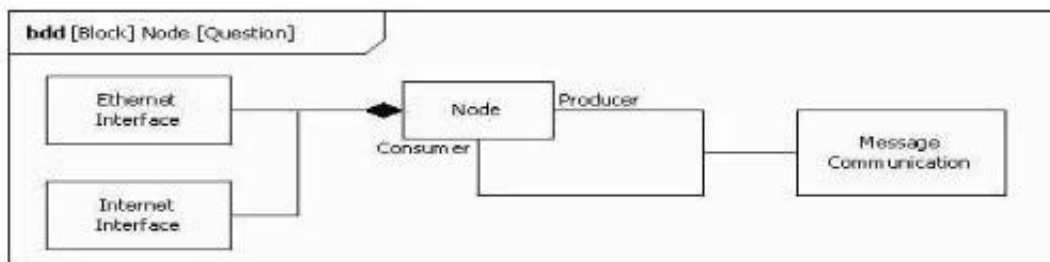 bdd [Block] Node [Question]
Ethernet
Interface
Node
Producer
Consumer
Message
Communication
Internet
Interface